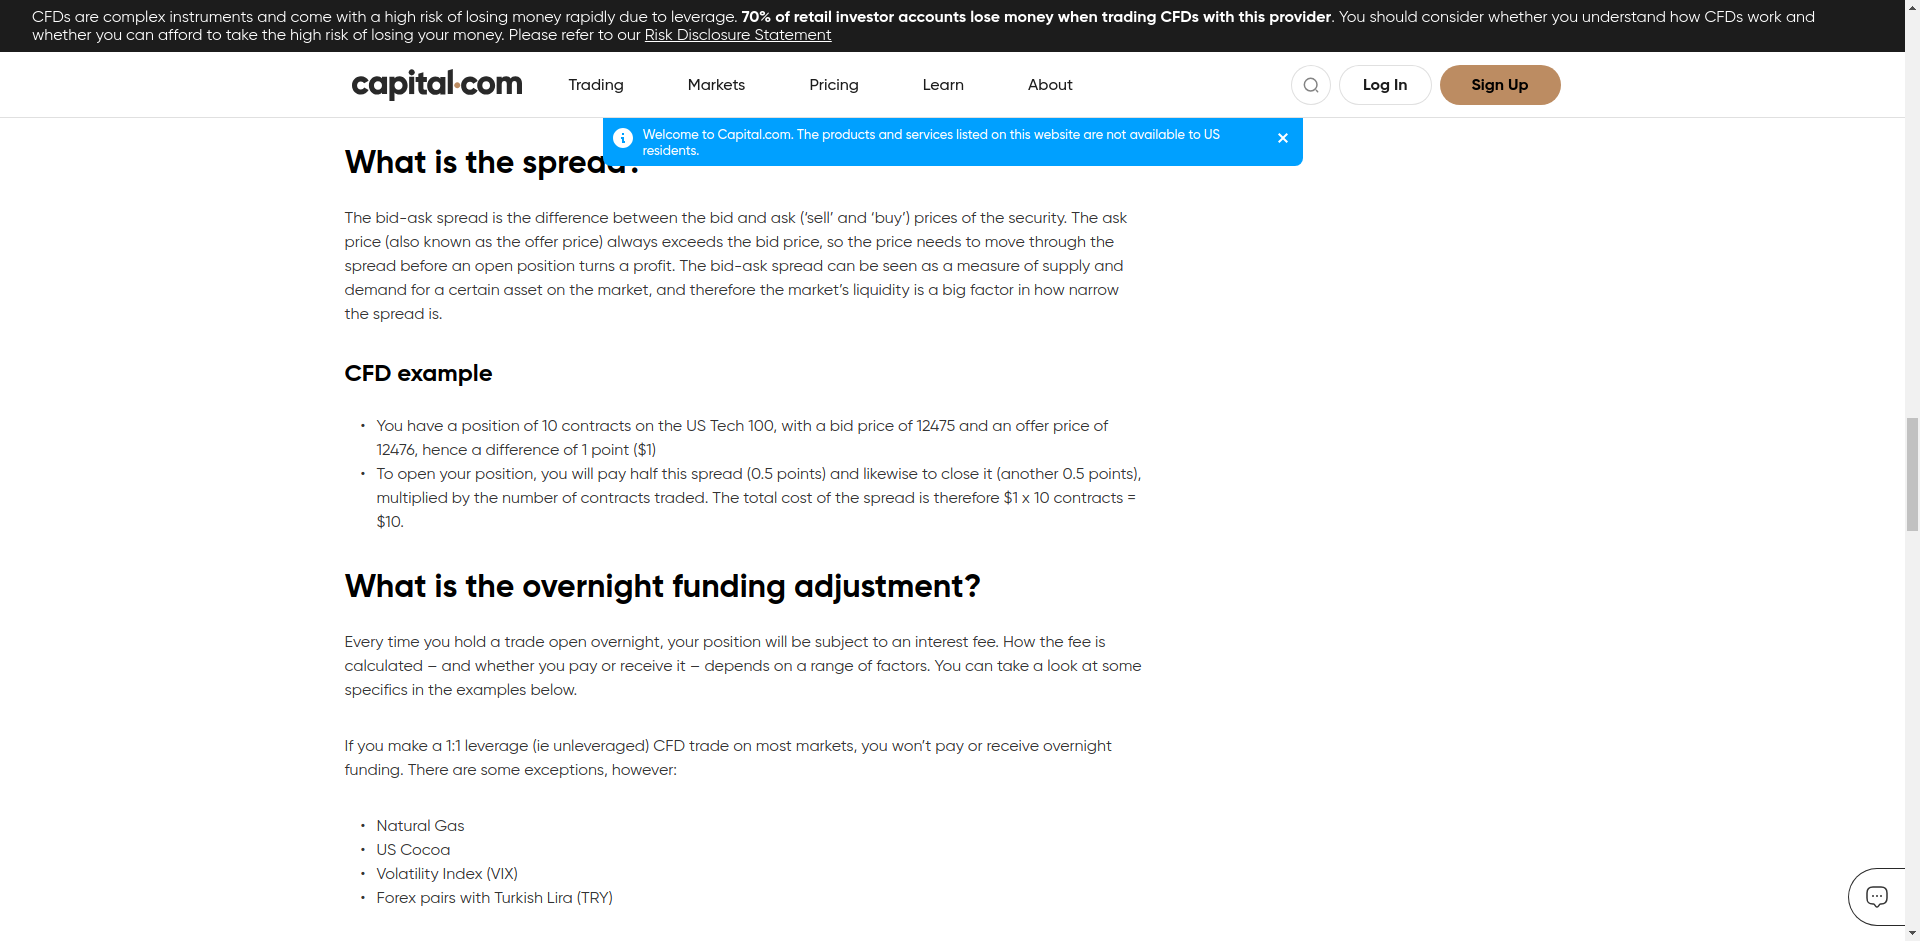 CFDs are complex instruments and come with a high risk of losing money rapidly due to leverage. 70% of retail investor accounts lose money when trading CFDs with this provider. You should consider whether you understand how CFDs work and
whether you can afford to take the high risk of losing your money. Please refer to our Risk Disclosure Statement
capital.com
Trading
Markets
Pricing
Learn
About
Log In
Sign Up
Welcome to Capital.com. The products and services listed on this website are not available to US
residents.
What is the spread?
The bid-ask spread is the difference between the bid and ask (‘sell’ and ‘buy’) prices of the security. The ask
price (also known as the offer price) always exceeds the bid price, so the price needs to move through the
spread before an open position turns a profit. The bid-ask spread can be seen as a measure of supply and
demand for a certain asset on the market, and therefore the market’s liquidity is a big factor in how narrow
the spread is.
CFD example
• You have a position of 10 contracts on the US Tech 100, with a bid price of 12475 and an offer price of
12476, hence a difference of 1 point ($1)
• To open your position, you will pay half this spread (0.5 points) and likewise to close it (another 0.5 points),
multiplied by the number of contracts traded. The total cost of the spread is therefore $1 x 10 contracts =
$10.
What is the overnight funding adjustment?
Every time you hold a trade open overnight, your position will be subject to an interest fee. How the fee is
calculated – and whether you pay or receive it – depends on a range of factors. You can take a look at some
specifics in the examples below.
If you make a 1:1 leverage (ie unleveraged) CFD trade on most markets, you won’t pay or receive overnight
funding. There are some exceptions, however:
• Natural Gas
• US Cocoa
• Volatility Index (VIX)
• Forex pairs with Turkish Lira (TRY)